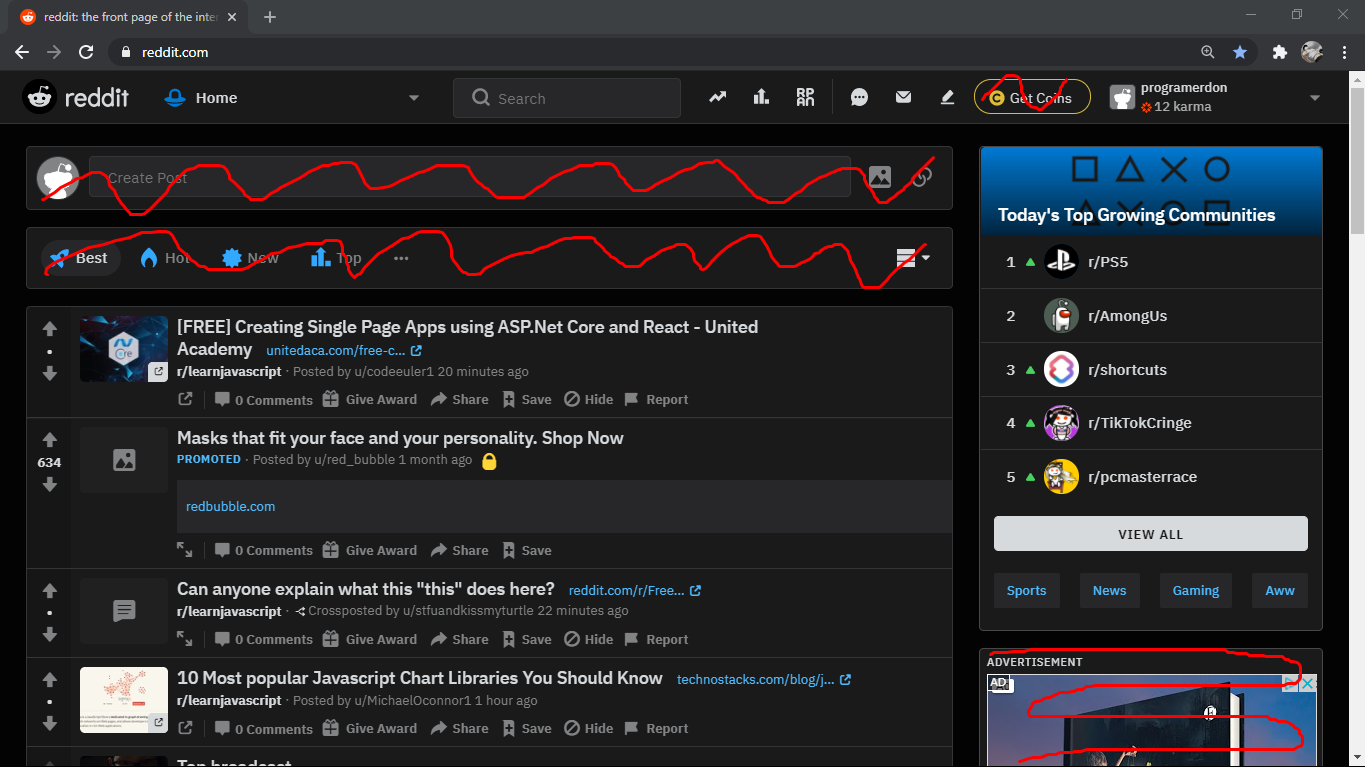 reddit: the front page of the inter
reddit.com
reddit
Home
Search
RPAN
Get Coins
programerdon
12 karma
Create Post
Best
Hot
New
Top
[FREE] Creating Single Page Apps using ASP.Net Core and React - United
Academy unitedaca.com/free-c...
r/learnjavascript · Posted by u/codeeuler1 20 minutes ago
0 Comments Give Award Share Save Hide Report
634
Masks that fit your face and your personality. Shop Now
PROMOTED · Posted by u/red_bubble 1 month ago
redbubble.com
0 Comments Give Award Share Save
Can anyone explain what this "this" does here? reddit.com/r/Free...
r/learnjavascript · Crossposted by u/stfuandkissmyturtle 22 minutes ago
0 Comments Give Award Share Save Hide Report
10 Most popular Javascript Chart Libraries You Should Know technostacks.com/blog/j...
r/learnjavascript · Posted by u/MichaelOconnor1 1 hour ago
0 Comments Give Award Share Save Hide Report
Today's Top Growing Communities
1 r/PS5
2 r/AmongUs
3 r/shortcuts
4 r/TikTokCringe
5 r/pcmasterrace
VIEW ALL
Sports News Gaming Aww
ADVERTISEMENT
AD